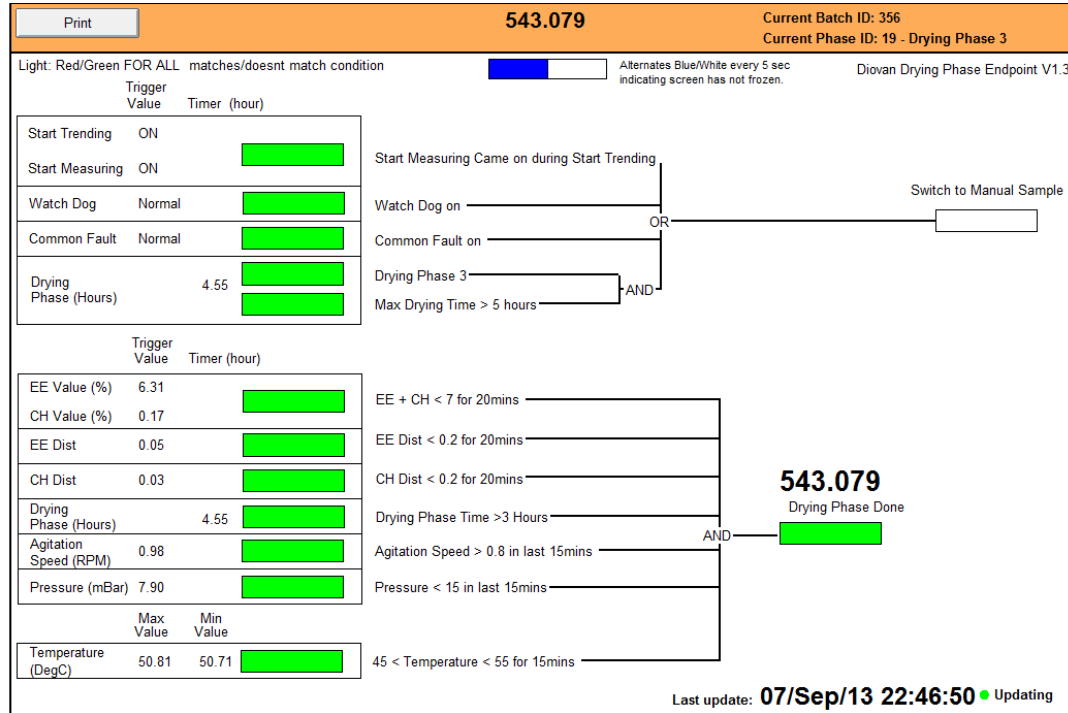 Print
543.079
Current Batch ID: 356
Current Phase ID: 19 - Drying Phase 3
Light: Red/Green FOR ALL matches/doesnt match condition
Alternates Blue/White every 5 sec
indicating screen has not frozen.
Diovan Drying Phase Endpoint V1.3
Trigger
Value Timer (hour)
Start Trending ON
Start Measuring ON
Start Measuring Came on during Start Trending
Watch Dog Normal
Watch Dog on
Common Fault Normal
Common Fault on
Drying
Phase (Hours)
4.55
Drying Phase 3
Max Drying Time > 5 hours
AND
OR
Switch to Manual Sample
Trigger
Value Timer (hour)
EE Value (%) 6.31
CH Value (%) 0.17
EE + CH < 7 for 20mins
EE Dist 0.05
EE Dist < 0.2 for 20mins
CH Dist 0.03
CH Dist < 0.2 for 20mins
Drying
Phase (Hours)
4.55
Drying Phase Time >3 Hours
Agitation
Speed (RPM)
0.98
Agitation Speed > 0.8 in last 15mins
Pressure (mBar) 7.90
Pressure < 15 in last 15mins
Max
Value
Min
Value
Temperature
(DegC)
50.81 50.71
45 < Temperature < 55 for 15mins
AND
543.079
Drying Phase Done
Last update: 07/Sep/13 22:46:50 Updating